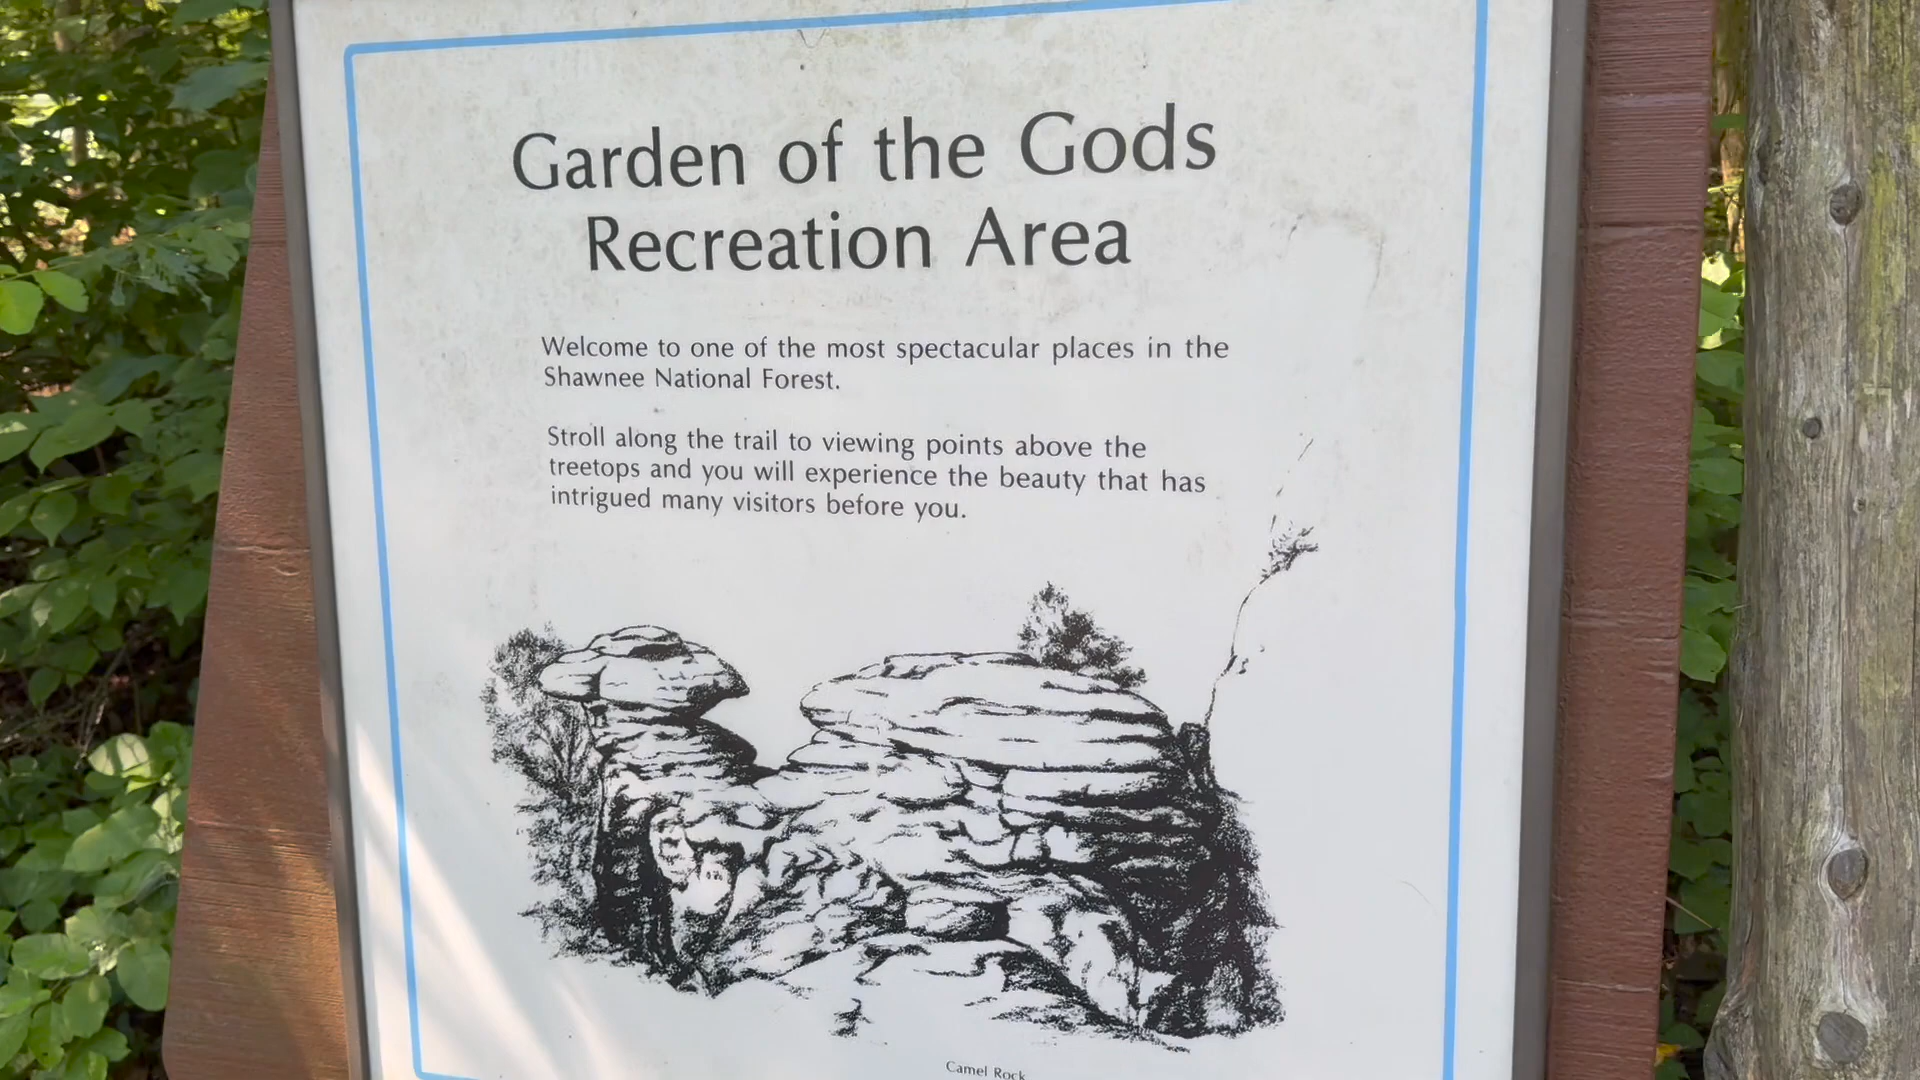 Garden of the Gods
Recreation Area
Welcome to one of the most spectacular places in the
Shawnee National Forest.
Stroll along the trail to viewing points above the
treetops and you will experience the beauty that has
intrigued many visitors before you.
Camel Rock